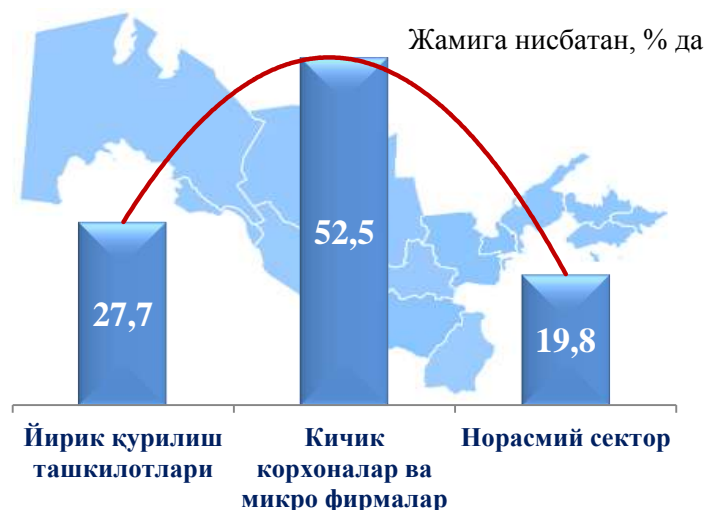 Жамига нисбатан, % да
52,5
27,7
19,8
Йирик қурилиш
ташкилотлари
Кичик
корхоналар ва
микро фирмалар
Норасмий сектор